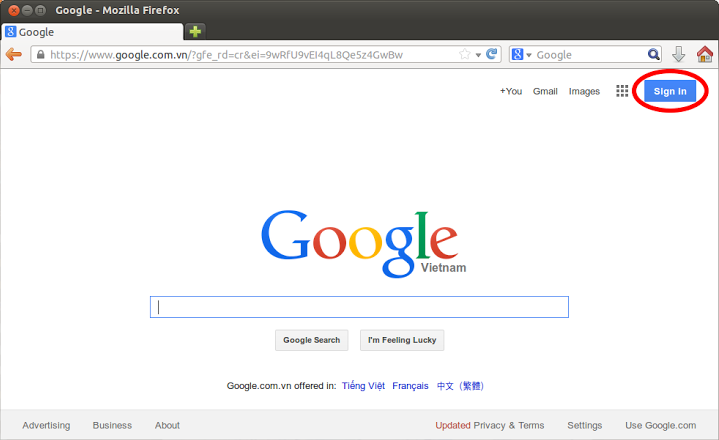 Google - Mozilla Firefox
Google
https://www.google.com.vn/?gfe_rd=cr&ei=9wRfU9vEI4qL8Qe5z4GwBw
g Google
+You Gmail Images Sign In
Google
Vietnam
Google Search I'm Feeling Lucky
Google.com.vn offered in: Tiếng Việt Français 中文（繁體）
Advertising Business About Updated Privacy & Terms Settings Use Google.com